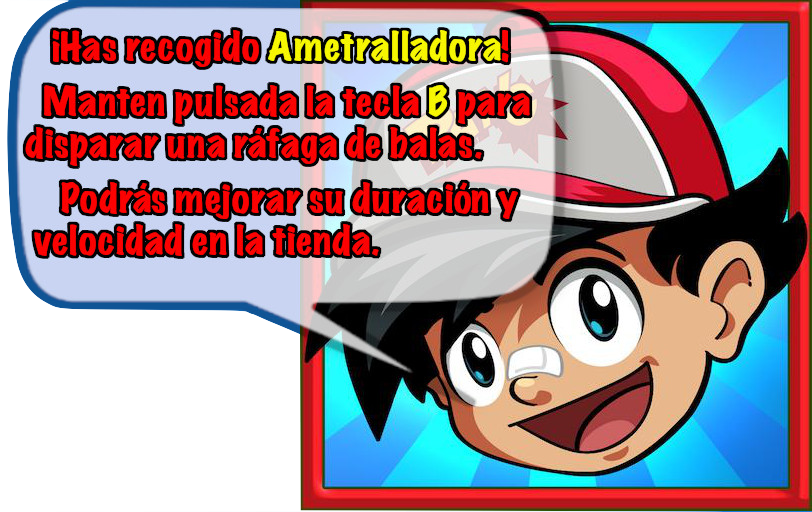 ¡Has recogido Ametralladora!
Manten pulsada la tecla B para
disparar una ráfaga de balas.
Podrás mejorar su duración y
velocidad en la tienda.